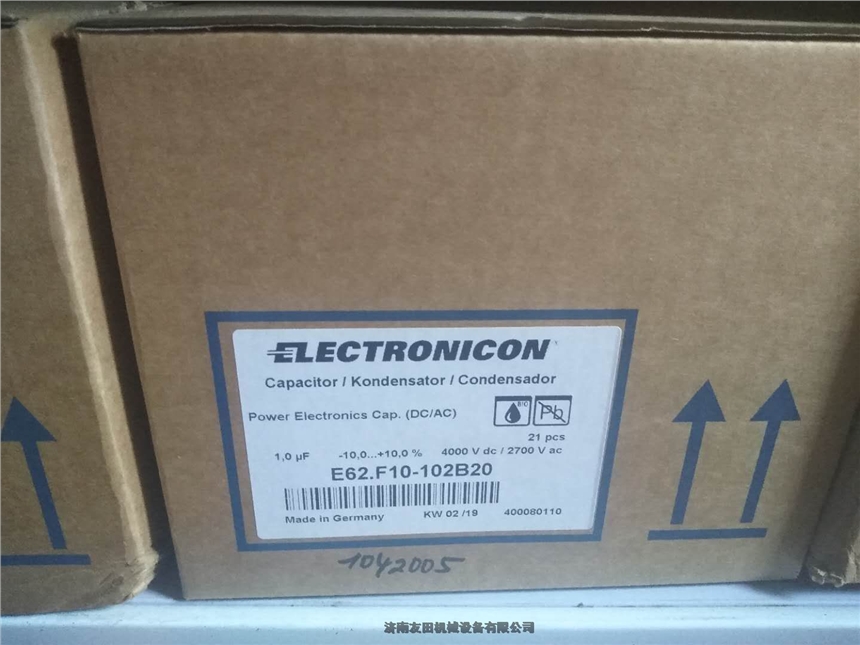 ELECTRONICON
Capacitor / Kondensator / Condensador
Power Electronics Cap. (DC/AC)
BIO
Pb
21 pcs
1,0 µF -10,0...+10,0 % 4000 V dc / 2700 V ac
E62.F10-102B20
Made in Germany KW 02 /19 400080110
1042005
济南友田机械设备有限公司